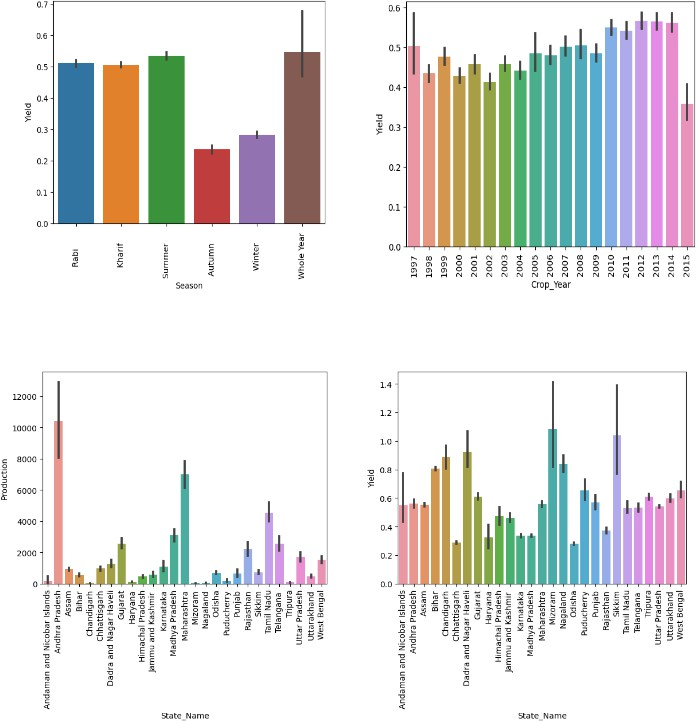 0.7
0.6
0.5
0.4
0.3
0.2
0.1
0.0
Yield
Rabi
Kharif
Summer
Autumn
Winter
Whole Year
Season
0.6
0.5
0.4
0.3
0.2
0.1
0.0
Yield
1997
1998
1999
2000
2001
2002
2003
2004
2005
2006
2007
2008
2009
2010
2011
2012
2013
2014
2015
Crop_Year
12000
10000
8000
6000
4000
2000
0
Production
Andaman and Nicobar Islands
Andhra Pradesh
Assam
Bihar
Chandigarh
Chhattisgarh
Dadra and Nagar Haveli
Gujarat
Haryana
Himachal Pradesh
Jammu and Kashmir
Karnataka
Madhya Pradesh
Maharashtra
Mizoram
Nagaland
Odisha
Puducherry
Punjab
Rajasthan
Sikkim
Tamil Nadu
Telangana
Tripura
Uttar Pradesh
Uttarakhand
West Bengal
State_Name
1.4
1.2
1.0
0.8
0.6
0.4
0.2
0.0
Yield
Andaman and Nicobar Islands
Andhra Pradesh
Assam
Bihar
Chandigarh
Chhattisgarh
Dadra and Nagar Haveli
Gujarat
Haryana
Himachal Pradesh
Jammu and Kashmir
Karnataka
Madhya Pradesh
Maharashtra
Mizoram
Nagaland
Odisha
Puducherry
Punjab
Rajasthan
Sikkim
Tamil Nadu
Telangana
Tripura
Uttar Pradesh
Uttarakhand
West Bengal
State_Name